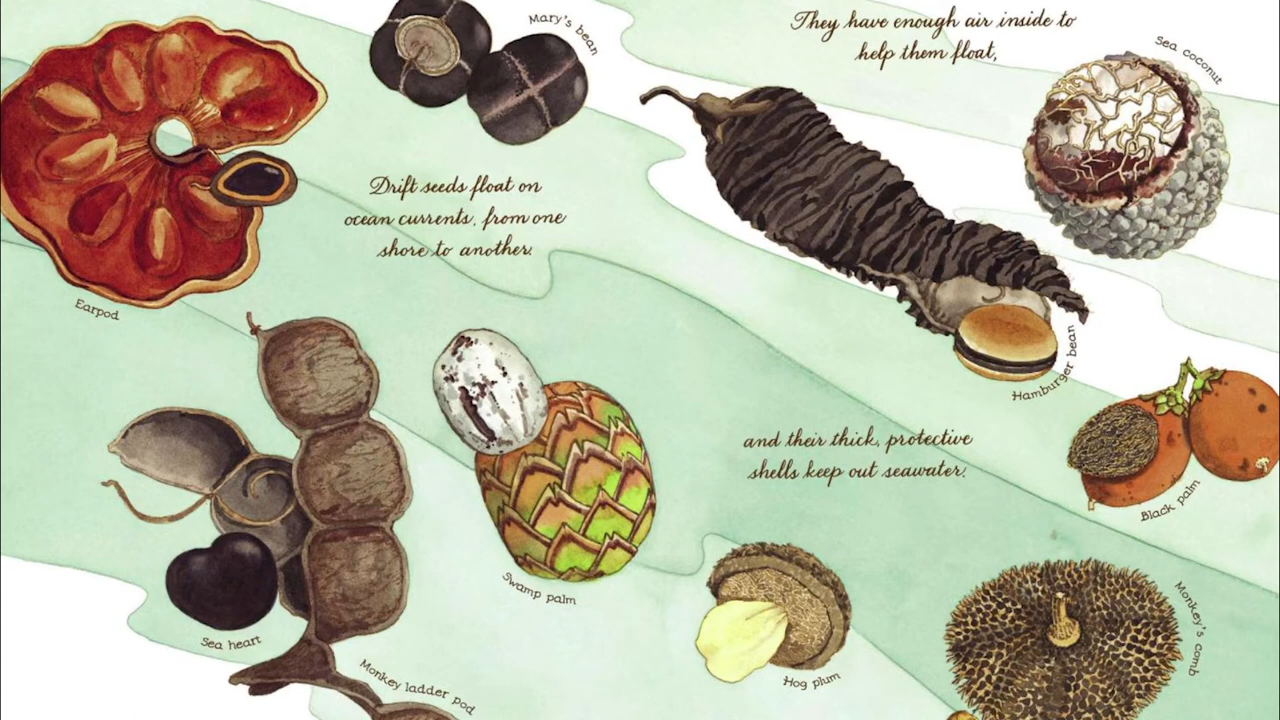 Mary's bean
They have enough air inside to
help them float,
Sea coconut
Drift seeds float on
ocean currents, from one
shore to another.
Earpod
Hamburger bean
and their thick, protective
shells keep out seawater.
Black palm
Swamp palm
Sea heart
Monkey ladder pod
Hog plum
Monkey's comb